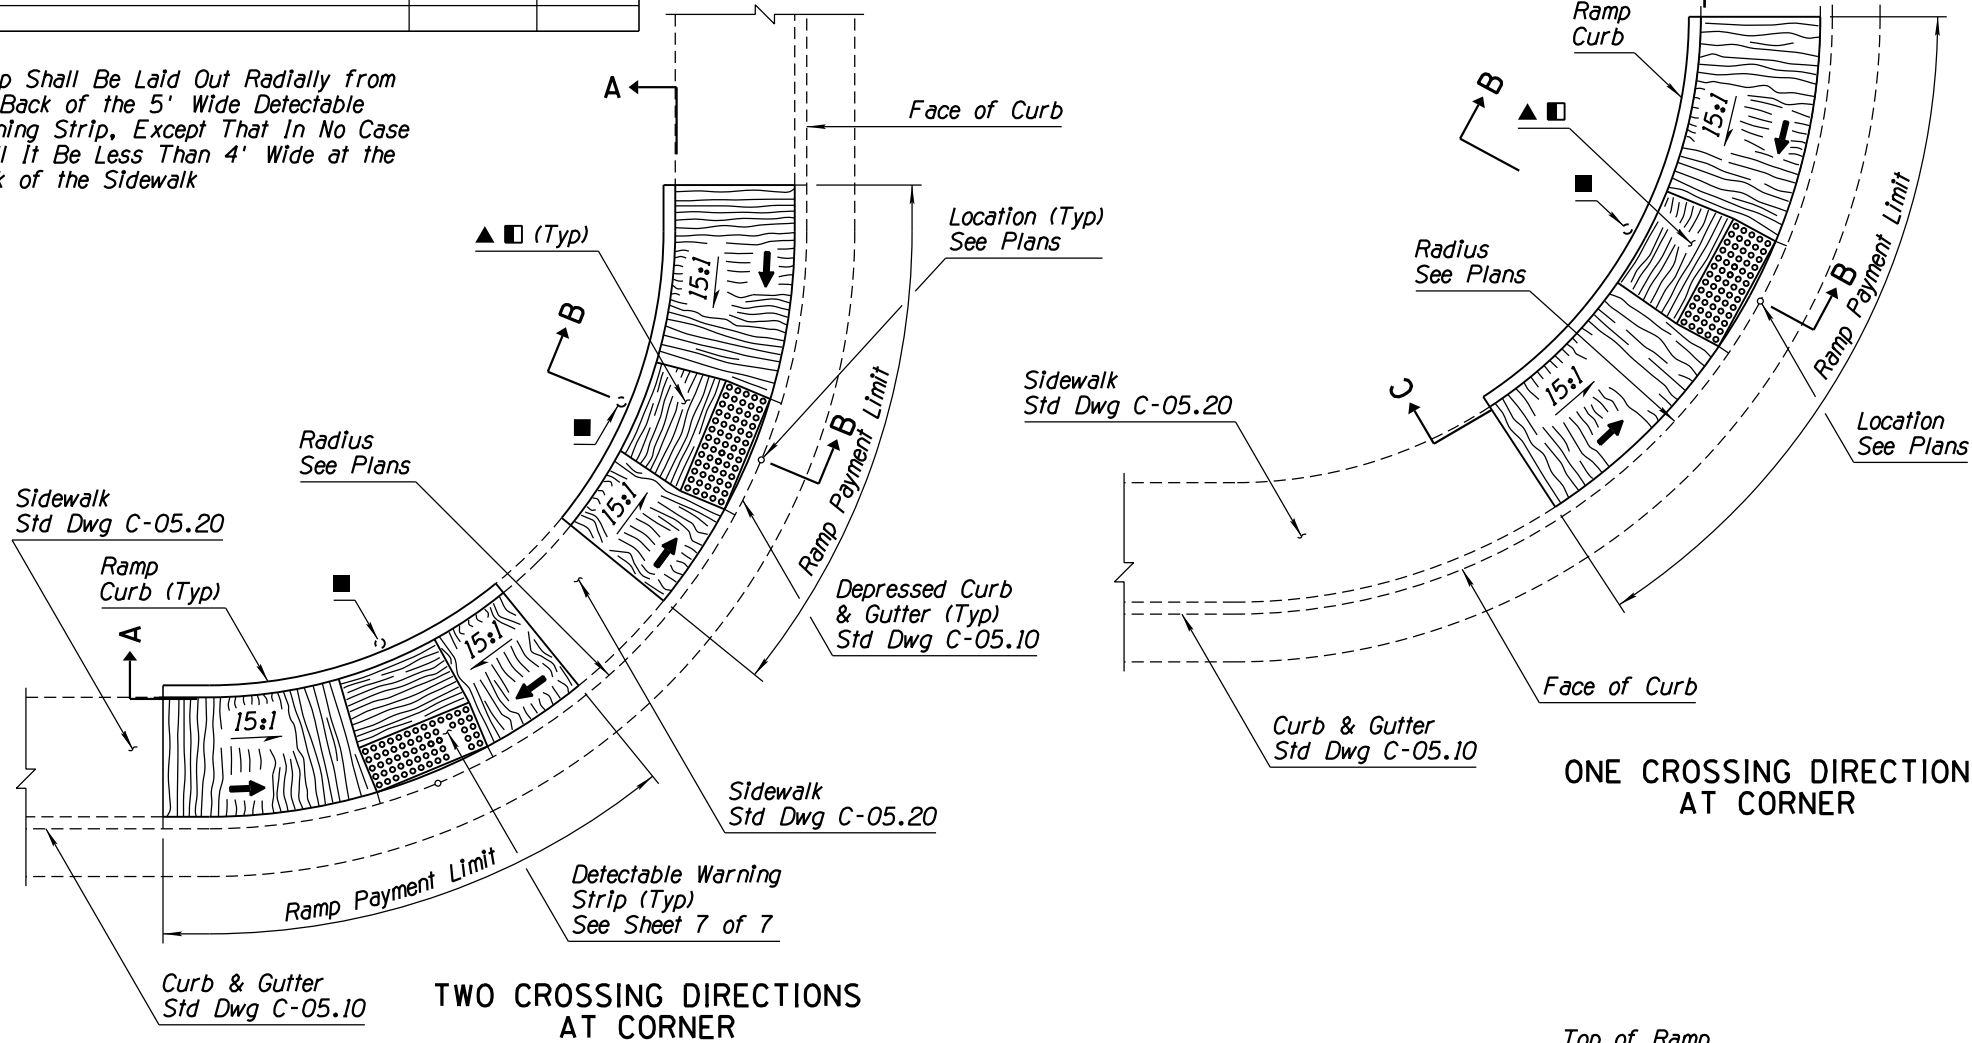 p Shall Be Laid Out Radially from
Back of the 5' Wide Detectable
ning Strip, Except That In No Case
l It Be Less Than 4' Wide at the
k of the Sidewalk
A
Face of Curb
Location (Typ)
See Plans
▲ ◧ (Typ)
15:1
B
■
B
Ramp Payment Limit
15:1
Radius
See Plans
Sidewalk
Std Dwg C-05.20
Ramp
Curb (Typ)
■
A
15:1
15:1
Depressed Curb
& Gutter (Typ)
Std Dwg C-05.10
Sidewalk
Std Dwg C-05.20
Ramp Payment Limit
Detectable Warning
Strip (Typ)
See Sheet 7 of 7
Curb & Gutter
Std Dwg C-05.10
TWO CROSSING DIRECTIONS
AT CORNER
Ramp
Curb
B
▲ ◧
15:1
■
Radius
See Plans
B
Ramp Payment Limit
Sidewalk
Std Dwg C-05.20
C
15:1
Location
See Plans
Face of Curb
Curb & Gutter
Std Dwg C-05.10
ONE CROSSING DIRECTION
AT CORNER
Top of Ramp